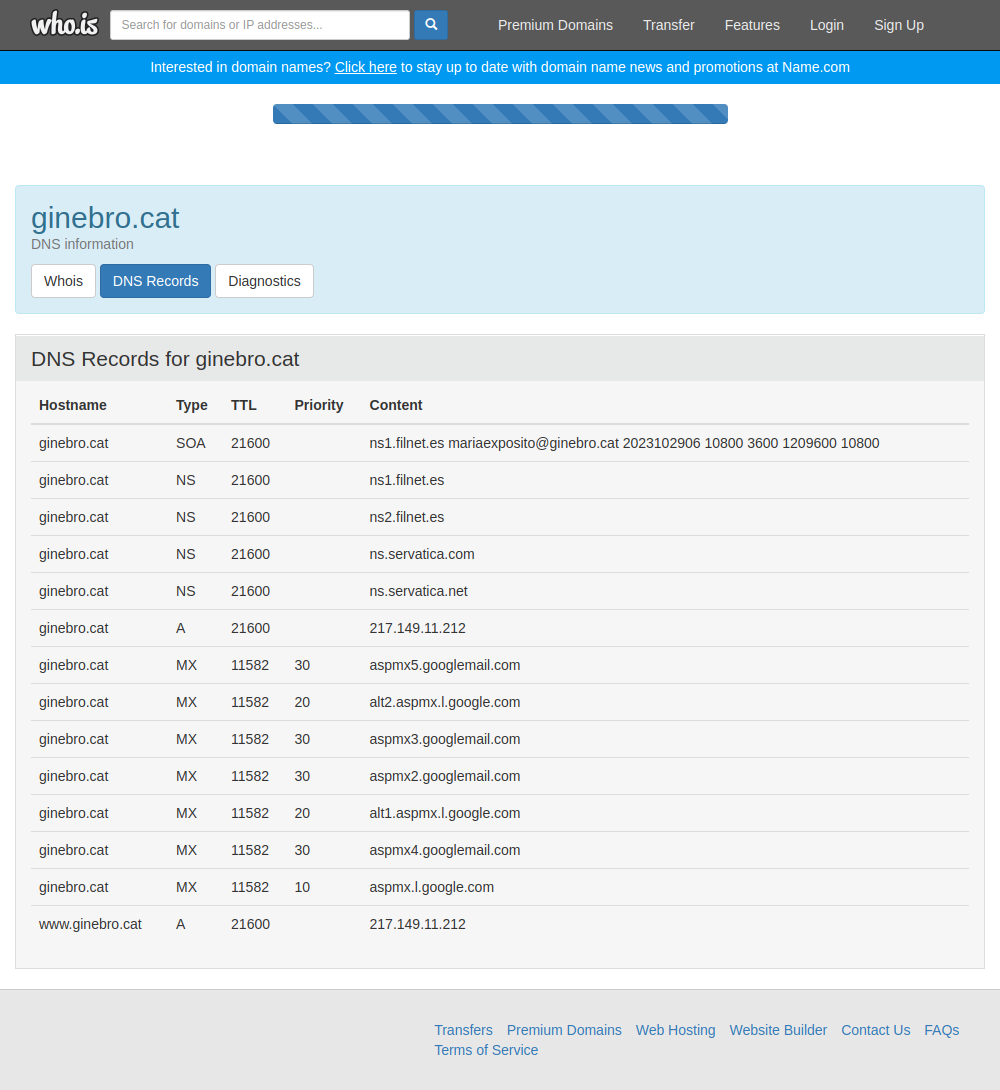 who.is Search for domains or IP addresses... Premium Domains Transfer Features Login Sign Up
Interested in domain names? Click here to stay up to date with domain name news and promotions at Name.com
ginebro.cat
DNS information
Whois DNS Records Diagnostics
DNS Records for ginebro.cat
Hostname Type TTL Priority Content
ginebro.cat SOA 21600 ns1.filnet.es mariaexposito@ginebro.cat 2023102906 10800 3600 1209600 10800
ginebro.cat NS 21600 ns1.filnet.es
ginebro.cat NS 21600 ns2.filnet.es
ginebro.cat NS 21600 ns.servatica.com
ginebro.cat NS 21600 ns.servatica.net
ginebro.cat A 21600 217.149.11.212
ginebro.cat MX 11582 30 aspmx5.googlemail.com
ginebro.cat MX 11582 20 alt2.aspmx.l.google.com
ginebro.cat MX 11582 30 aspmx3.googlemail.com
ginebro.cat MX 11582 30 aspmx2.googlemail.com
ginebro.cat MX 11582 20 alt1.aspmx.l.google.com
ginebro.cat MX 11582 30 aspmx4.googlemail.com
ginebro.cat MX 11582 10 aspmx.l.google.com
www.ginebro.cat A 21600 217.149.11.212
Transfers Premium Domains Web Hosting Website Builder Contact Us FAQs
Terms of Service